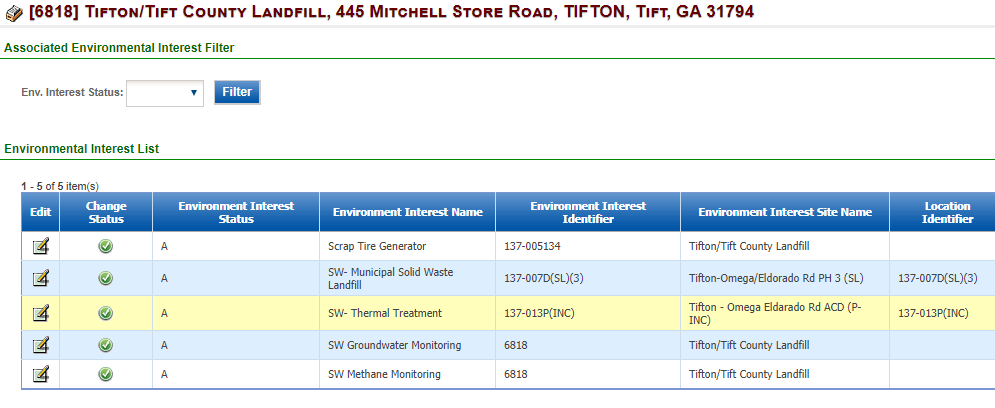 [6818] Tifton/Tift County Landfill, 445 Mitchell Store Road, TIFTON, Tift, GA 31794
Associated Environmental Interest Filter
Env. Interest Status: Filter
Environmental Interest List
1 - 5 of 5 item(s)
Edit Change Status Environment Interest Status Environment Interest Name Environment Interest Identifier Environment Interest Site Name Location Identifier
A Scrap Tire Generator 137-005134 Tifton/Tift County Landfill
A SW- Municipal Solid Waste Landfill 137-007D(SL)(3) Tifton-Omega/Eldorado Rd PH 3 (SL) 137-007D(SL)(3)
A SW- Thermal Treatment 137-013P(INC) Tifton - Omega Eldarado Rd ACD (P-INC) 137-013P(INC)
A SW Groundwater Monitoring 6818 Tifton/Tift County Landfill
A SW Methane Monitoring 6818 Tifton/Tift County Landfill